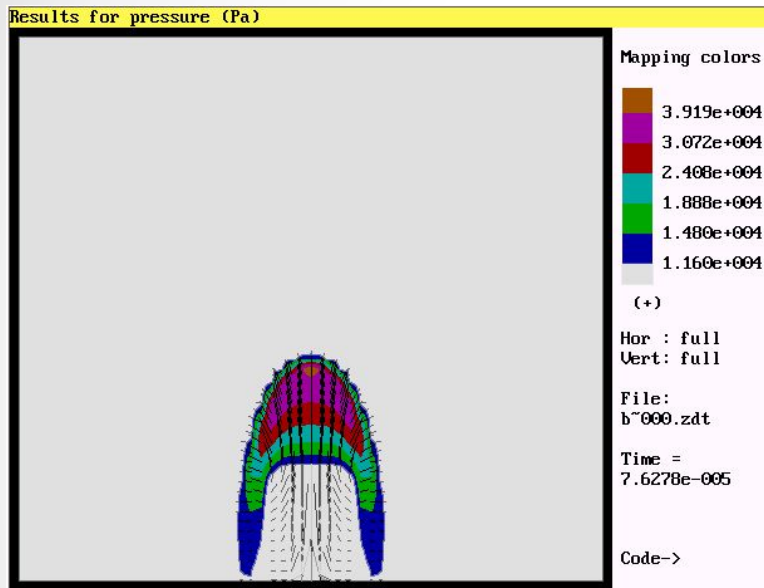 Results for pressure (Pa)
Mapping colors
3.919e+004
3.072e+004
2.408e+004
1.888e+004
1.480e+004
1.160e+004
(+)
Hor : full
Vert: full
File:
b~000.zdt
Time =
7.6278e-005
Code->